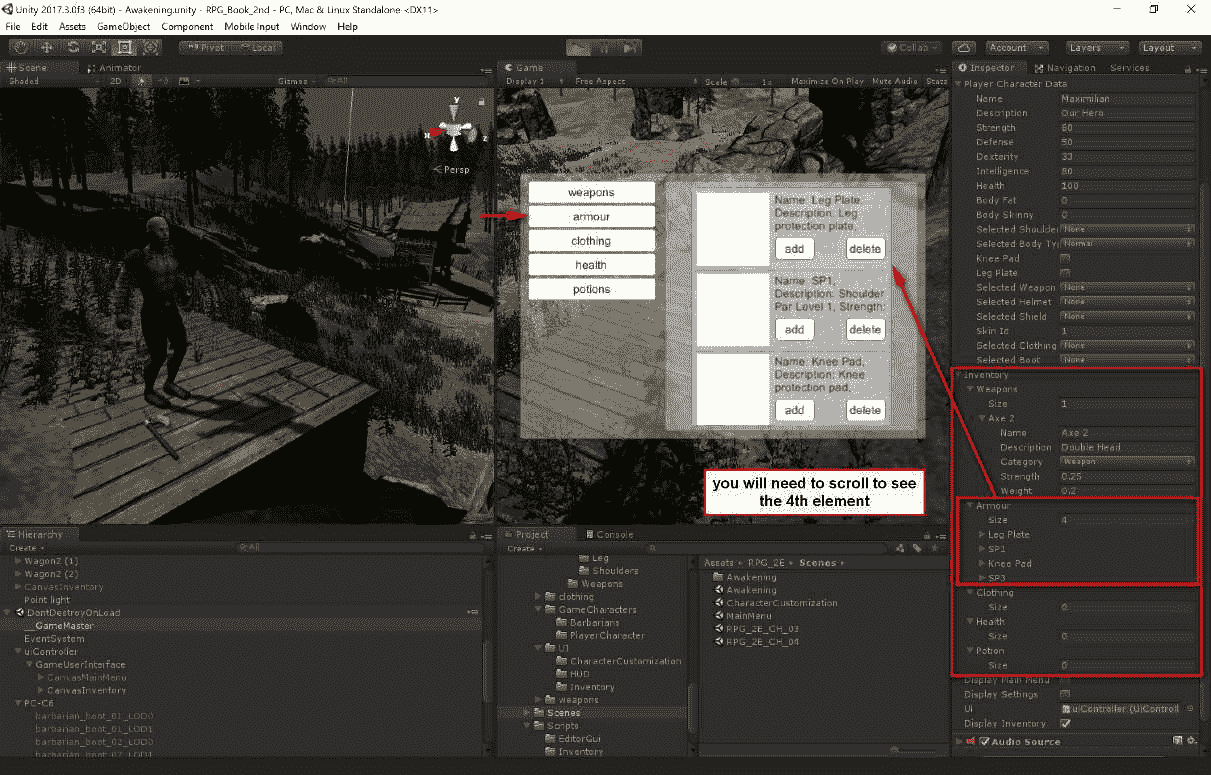 Unity 2017.3.0f3 (64bit) - Awakening.unity - RPG_Book_2nd - PC, Mac & Linux Standalone <DX11>
File Edit Assets GameObject Component Mobile Input Window Help
Pivot Local Collab Account Layers Layout
Scene Animator
Shaded 2D Gizmos All
y
x
z
Persp
Game
Display 1 Free Aspect Scale 1x Maximize On Play Mute Audio Stats
weapons
armour
clothing
health
potions
Name: Leg Plate,
Description: Leg
protection plate,
add delete
Name: SP1,
Description: Shoulder
Par Level 1, Strength:
add delete
Name: Knee Pad,
Description: Knee
protection pad,
add delete
you will need to scroll to see
the 4th element
Inspector Navigation Services
Player Character Data
Name Maximilian
Description Our Hero
Strength 60
Defense 50
Dexterity 33
Intelligence 80
Health 100
Body Fat 0
Body Skinny 0
Selected Shoulder None
Selected Body Ty Normal
Knee Pad
Leg Plate
Selected Weapon None
Selected Helmet None
Selected Shield None
Skin Id 1
Selected Clothing None
Selected Boot None
Inventory
Weapons
Size 1
Axe 2
Name Axe 2
Description Double Head
Category Weapon
Strength 0.25
Weight 0.2
Armour
Size 4
Leg Plate
SP1
Knee Pad
SP3
Clothing
Size 0
Health
Size 0
Potion
Size 0
Display Main Menu
Display Settings
Ui uiController (UiControll
Display Inventory
Audio Source
Hierarchy
Create All
WagonZ (1)
WagonZ (2)
CanvasInventory
Point light
DontDestroyOnLoad
__GameMaster
EventSystem
uiController
GameUserInterface
CanvasMainMenu
CanvasInventory
PC-C6
barbarian_boot_01_LOD0
barbarian_boot_01_LOD1
barbarian_boot_02_LOD0
barbarian_boot_02_LOD1
Project Console
Create
Leg
Shoulders
Weapons
clothing
GameCharacters
Barbarians
PlayerCharacter
UI
CharacterCustomization
HUD
Inventory
weapons
Scenes
Scripts
EditorGui
Inventory
Assets RPG_2E Scenes
Awakening
Awakening
CharacterCustomization
MainMenu
RPG_2E_CH_03
RPG_2E_CH_04